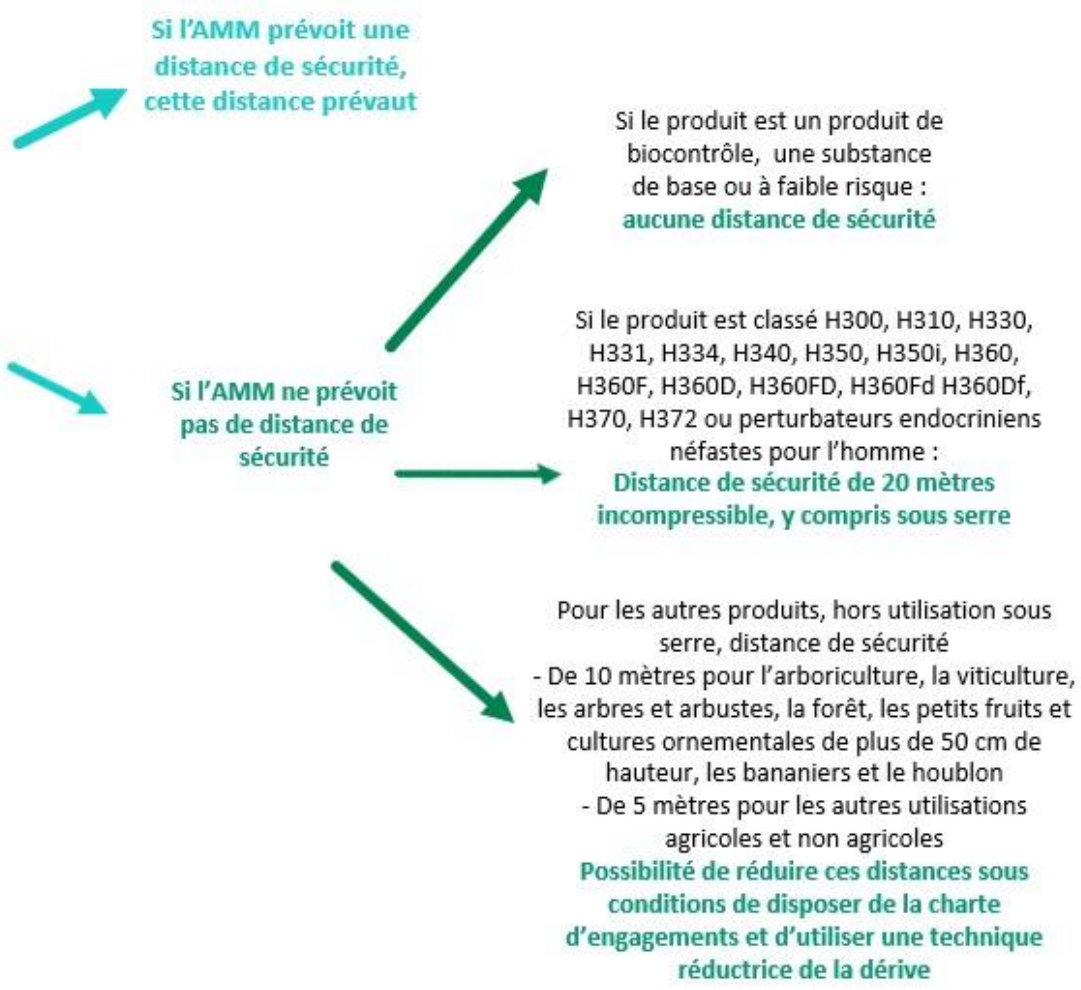 Si l’AMM prévoit une
distance de sécurité,
cette distance prévaut
Si le produit est un produit de
biocontrôle, une substance
de base ou à faible risque :
aucune distance de sécurité
Si l’AMM ne prévoit
pas de distance de
sécurité
Si le produit est classé H300, H310, H330,
H331, H334, H340, H350, H350i, H360,
H360F, H360D, H360FD, H360Fd H360Df,
H370, H372 ou perturbateurs endocriniens
néfastes pour l’homme :
Distance de sécurité de 20 mètres
incompressible, y compris sous serre
Pour les autres produits, hors utilisation sous
serre, distance de sécurité
- De 10 mètres pour l’arboriculture, la viticulture,
les arbres et arbustes, la forêt, les petits fruits et
cultures ornementales de plus de 50 cm de
hauteur, les bananiers et le houblon
- De 5 mètres pour les autres utilisations
agricoles et non agricoles
Possibilité de réduire ces distances sous
conditions de disposer de la charte
d’engagements et d’utiliser une technique
réductrice de la dérive